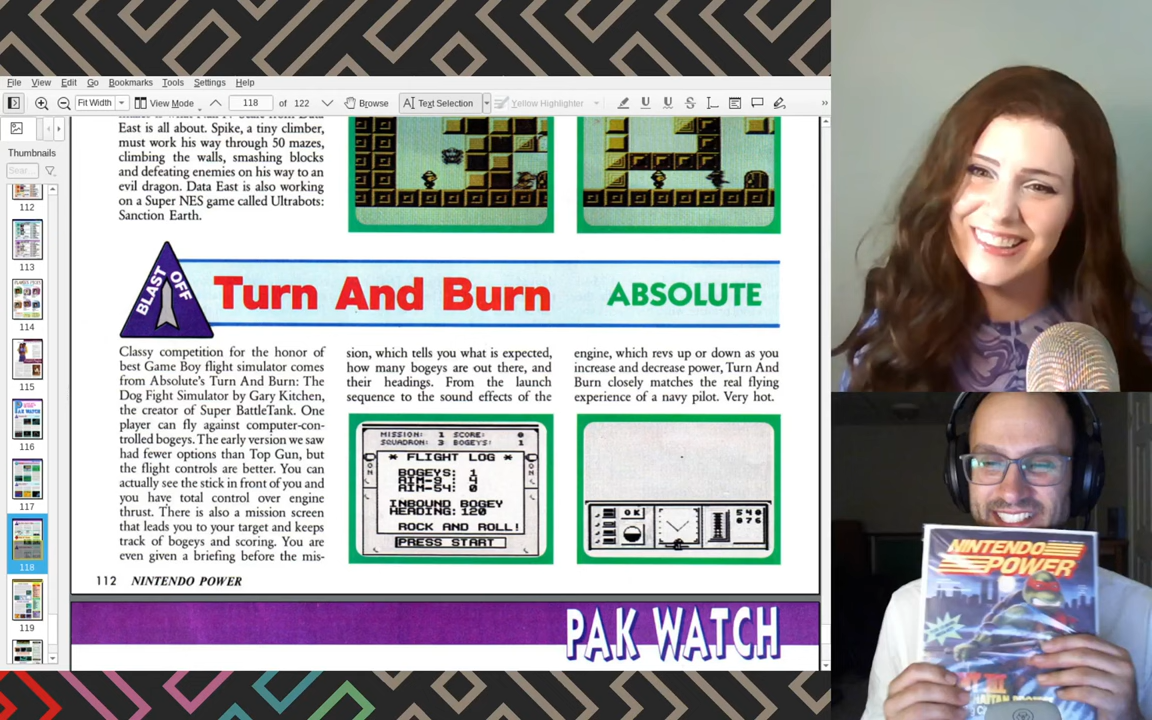 File View Edit Go Bookmarks Tools Settings Help
Fit Width View Mode 118 of 122 Browse Text Selection Yellow Highlighter
Thumbnails
112
113
114
115
116
117
118
119
East is all about. Spike, a tiny climber,
must work his way through 50 mazes,
climbing the walls, smashing blocks
and defeating enemies on his way to an
evil dragon. Data East is also working
on a Super NES game called Ultrabots:
Sanction Earth.
BLAST OFF
Turn And Burn
ABSOLUTE
Classy competition for the honor of
best Game Boy flight simulator comes
from Absolute's Turn And Burn: The
Dog Fight Simulator by Gary Kitchen,
the creator of Super BattleTank. One
player can fly against computer-con-
trolled bogeys. The early version we saw
had fewer options than Top Gun, but
the flight controls are better. You can
actually see the stick in front of you and
you have total control over engine
thrust. There is also a mission screen
that leads you to your target and keeps
track of bogeys and scoring. You are
even given a briefing before the mis-
sion, which tells you what is expected,
how many bogeys are out there, and
their headings. From the launch
sequence to the sound effects of the
engine, which revs up or down as you
increase and decrease power, Turn And
Burn closely matches the real flying
experience of a navy pilot. Very hot.
MISSION: 1 SCORE: 0
SQUADRON: 3 BOGEYS: 1
* FLIGHT LOG *
BOGEYS: 1
AIM-9: 4
AIM-54: 0
INBOUND BOGEY
HEADING: 120
ROCK AND ROLL!
PRESS START
OK
540
076
112 NINTENDO POWER
PAK WATCH
NINTENDO
POWER